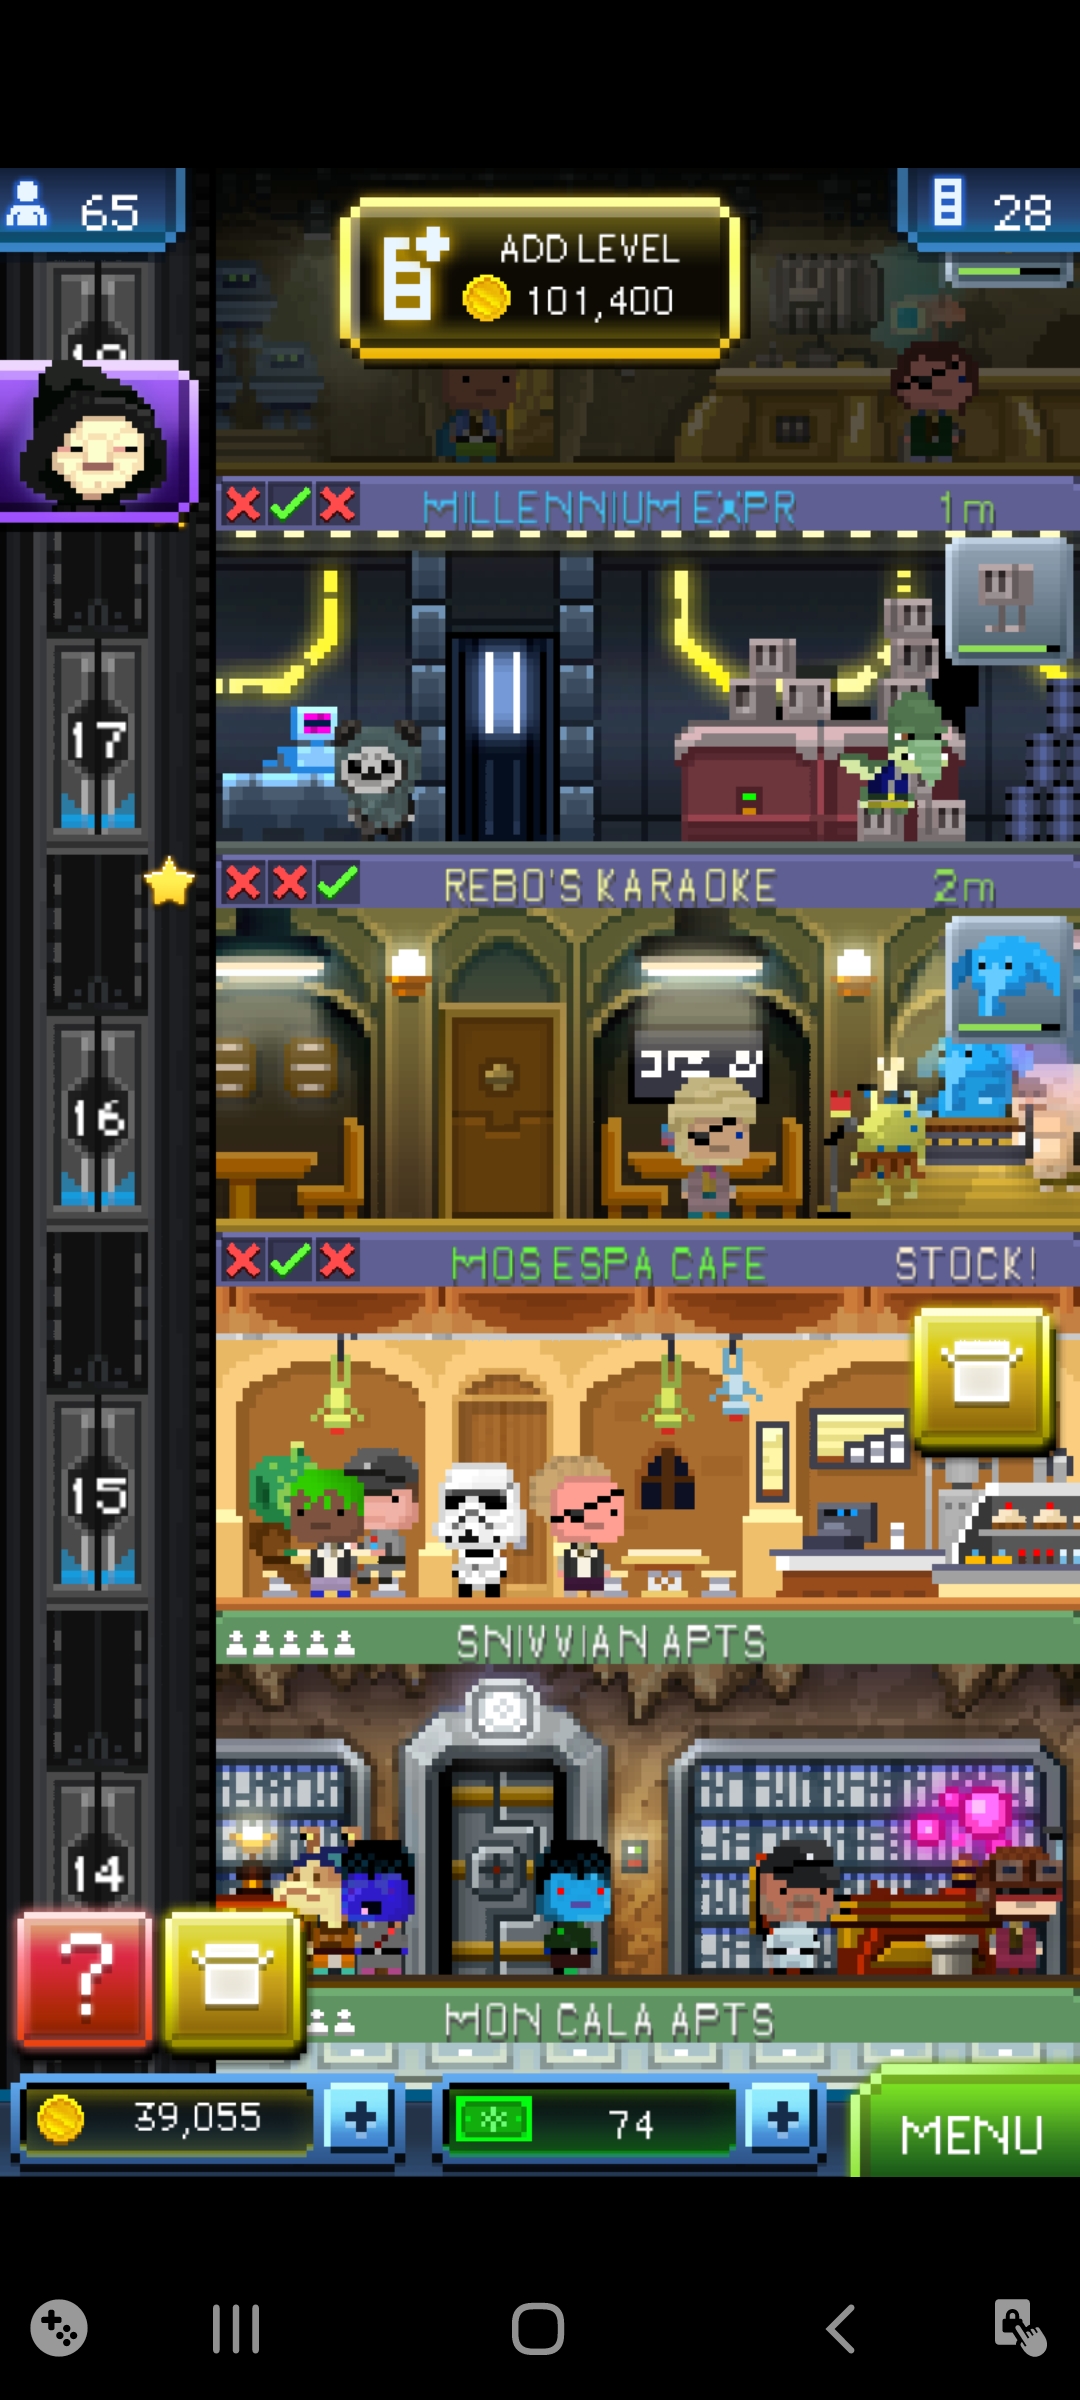 65
28
ADD LEVEL
101,400
MILLENNIUM EXPR 1m
17
REBO'S KARAOKE 2m
16
MOS ESPA CAFE STOCK!
15
SNIVVIAN APTS
14
?
MON CALA APTS
39,055
74
MENU